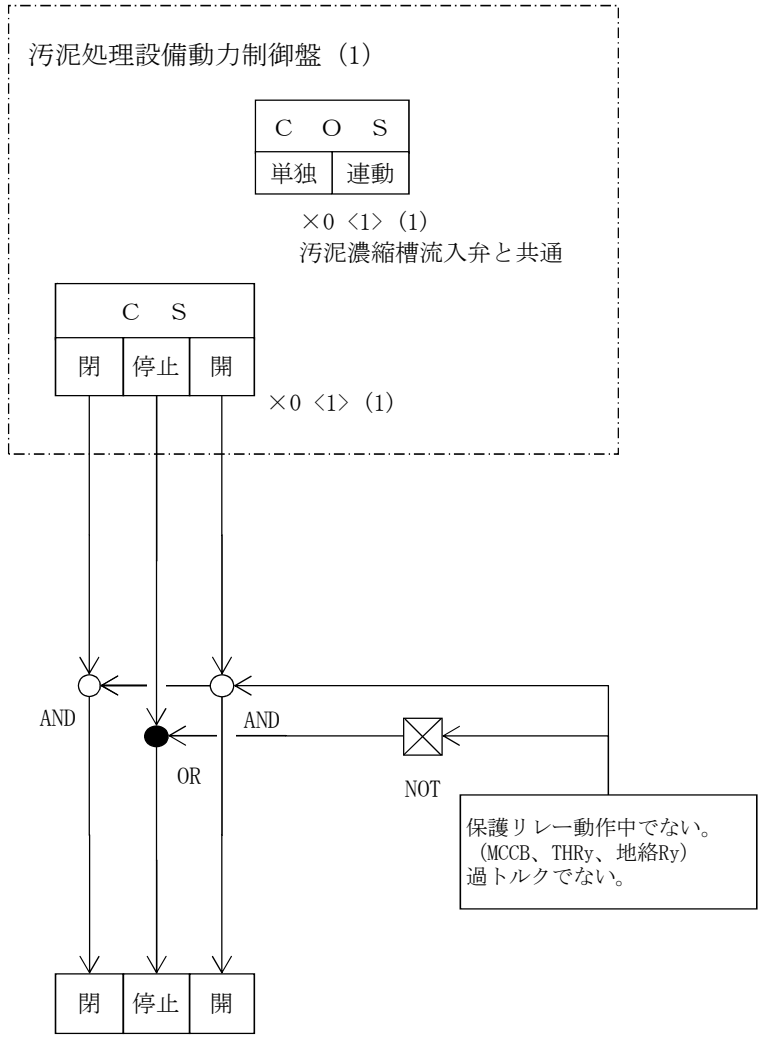 汚泥処理設備動力制御盤 (1)
C O S
単独 連動
×0 <1> (1)
汚泥濃縮槽流入弁と共通
C S
閉 停止 開
×0 <1> (1)
AND
AND
OR
NOT
保護リレー動作中でない。
(MCCB、THRy、地絡Ry)
過トルクでない。
閉 停止 開